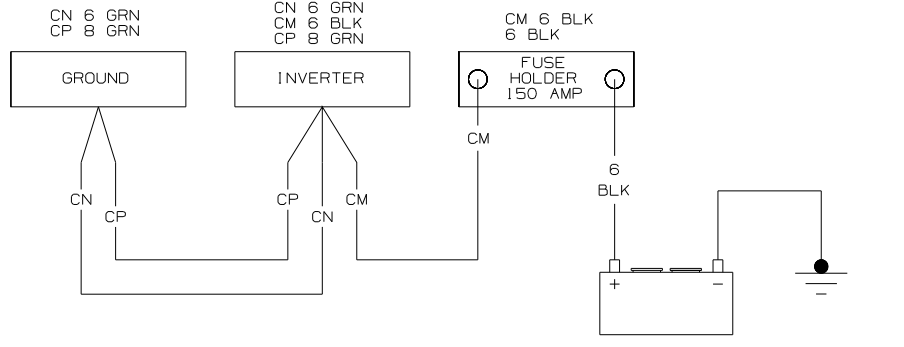 CN 6 GRN
CP 8 GRN
CN 6 GRN
CM 6 BLK
CP 8 GRN
CM 6 BLK
6 BLK
GROUND
INVERTER
FUSE
HOLDER
150 AMP
CM
6
BLK
CN
CP
CP
CN
CM
+
−